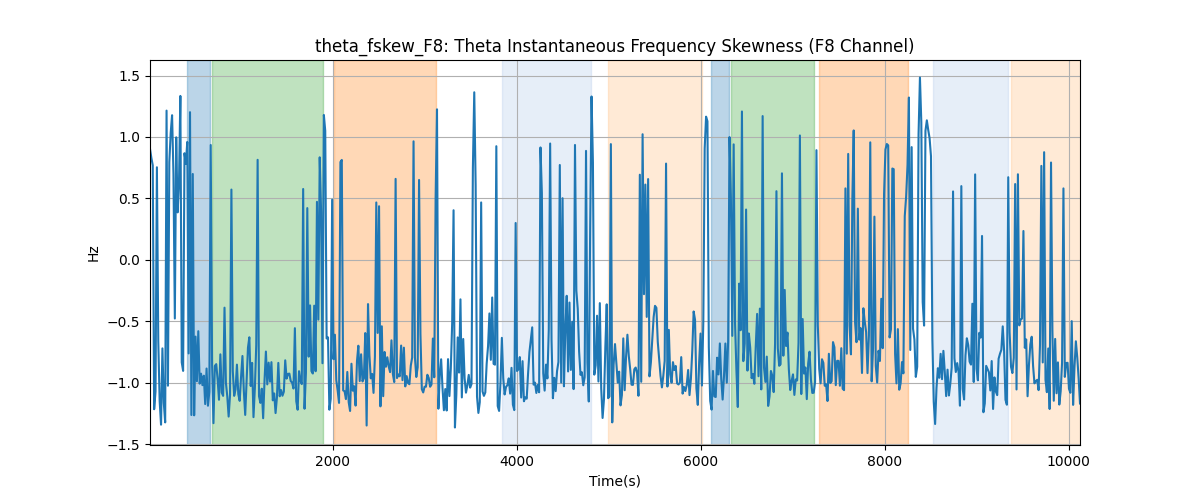 theta_fskew_F8: Theta Instantaneous Frequency Skewness (F8 Channel)
1.5
1.0
0.5
0.0
−0.5
−1.0
−1.5
Hz
2000 4000 6000 8000 10000
Time(s)